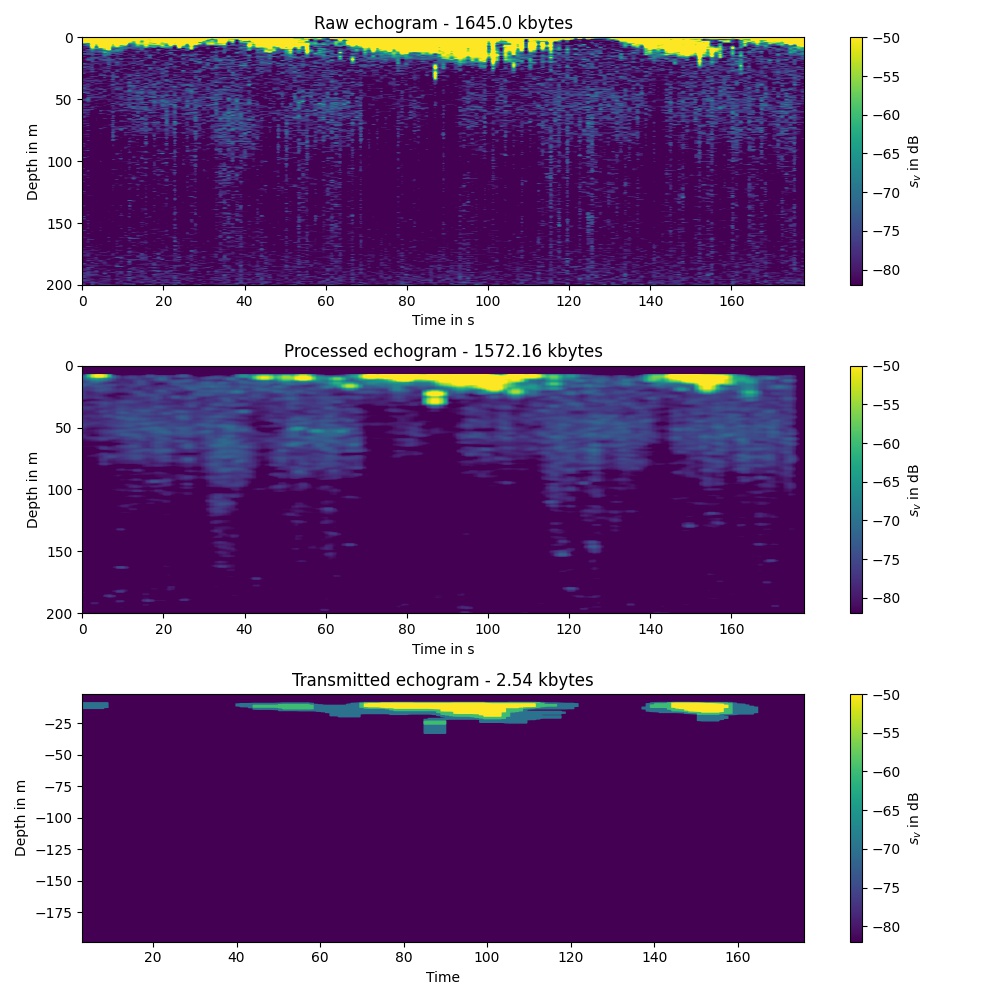 Raw echogram - 1645.0 kbytes
0
50
100
150
200
Depth in m
0 20 40 60 80 100 120 140 160
Time in s
−50
−55
−60
−65
−70
−75
−80
sv in dB
Processed echogram - 1572.16 kbytes
0
50
100
150
200
Depth in m
0 20 40 60 80 100 120 140 160
Time in s
−50
−55
−60
−65
−70
−75
−80
sv in dB
Transmitted echogram - 2.54 kbytes
−25
−50
−75
−100
−125
−150
−175
Depth in m
20 40 60 80 100 120 140 160
Time
−50
−55
−60
−65
−70
−75
−80
sv in dB